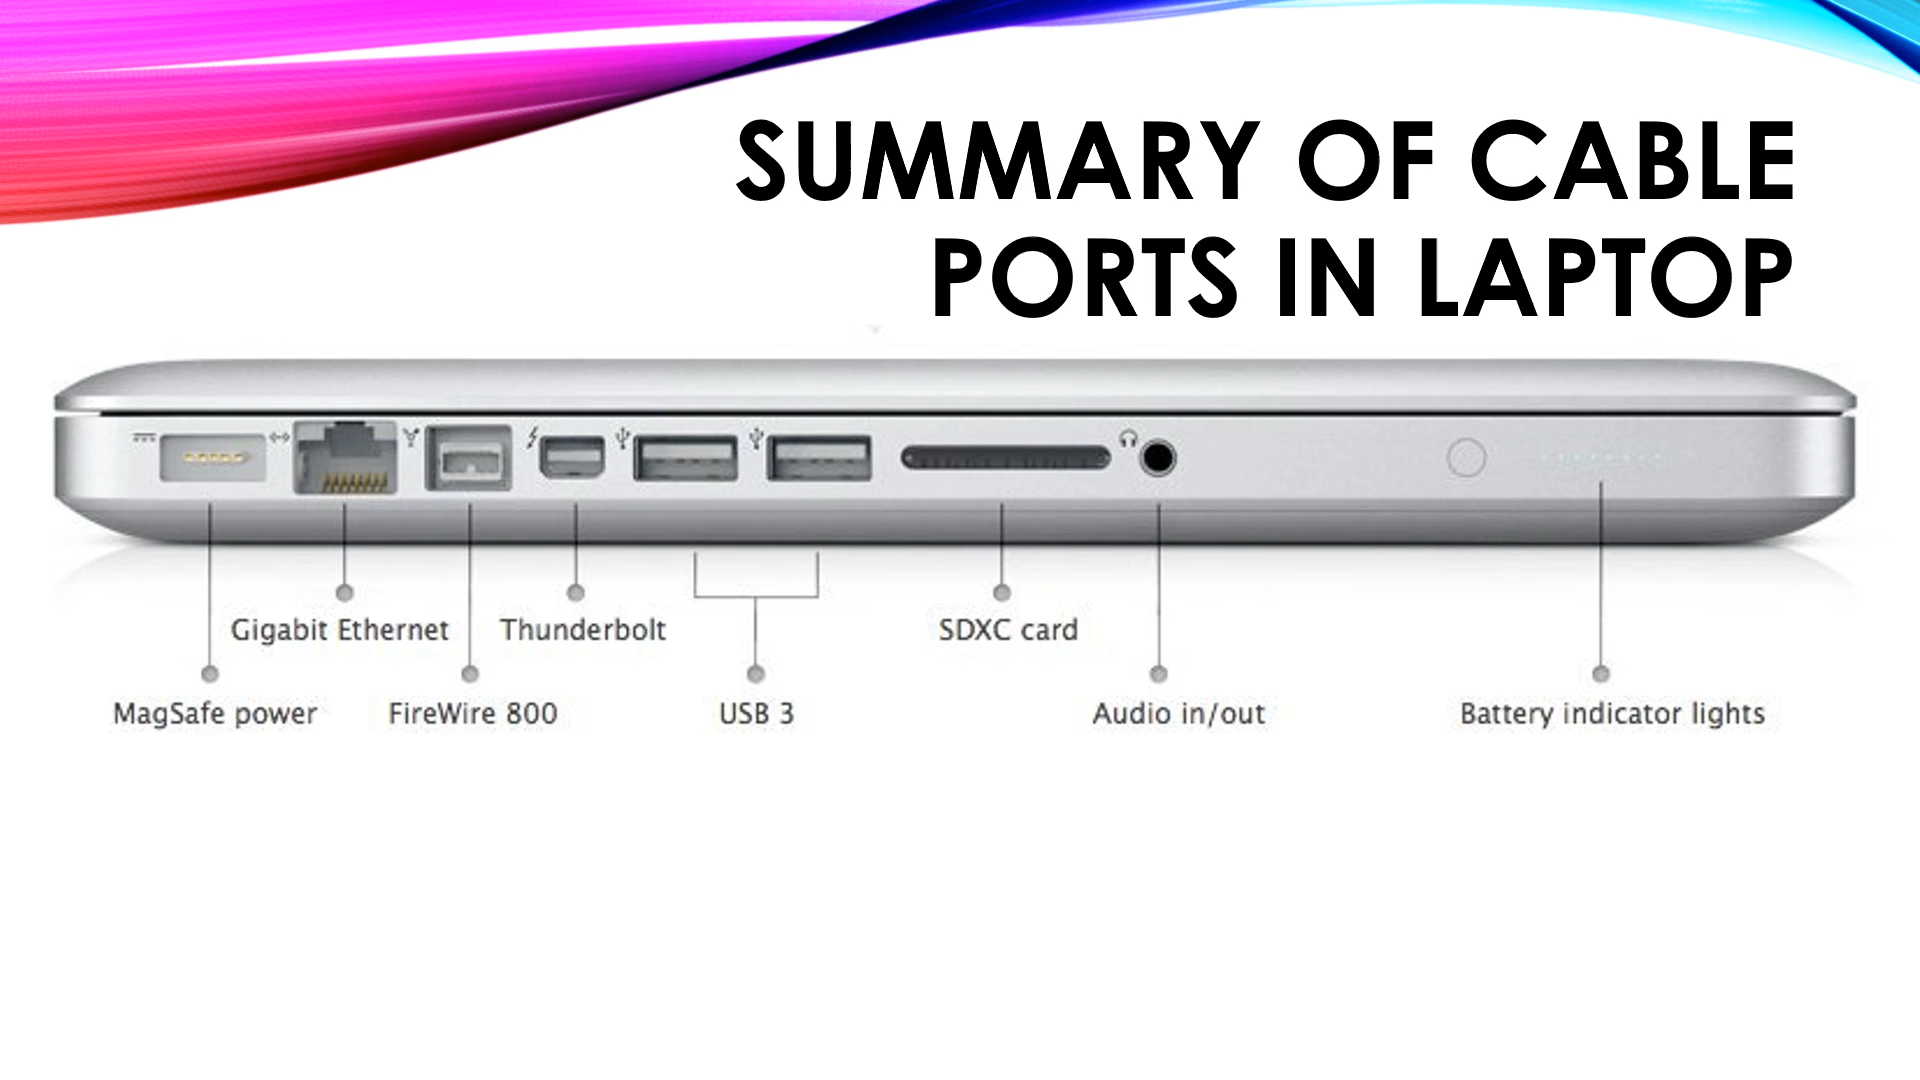 SUMMARY OF CABLE
PORTS IN LAPTOP
Gigabit Ethernet
Thunderbolt
SDXC card
MagSafe power
FireWire 800
USB 3
Audio in/out
Battery indicator lights